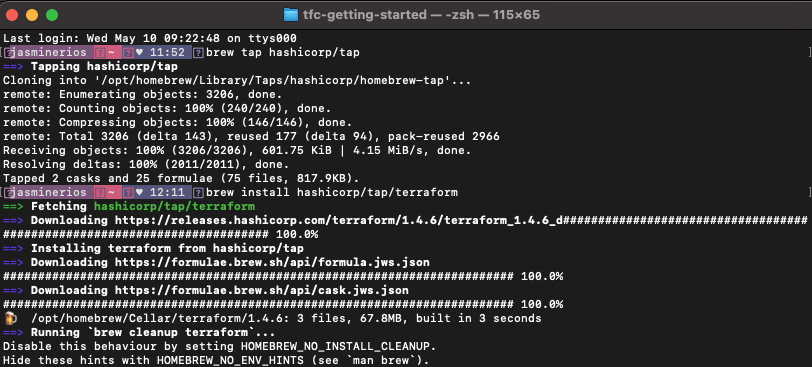 tfc-getting-started — -zsh — 115×65
Last login: Wed May 10 09:22:48 on ttys000
jasminerios ~ ♥ 11:52 brew tap hashicorp/tap
==> Tapping hashicorp/tap
Cloning into '/opt/homebrew/Library/Taps/hashicorp/homebrew-tap'...
remote: Enumerating objects: 3206, done.
remote: Counting objects: 100% (240/240), done.
remote: Compressing objects: 100% (146/146), done.
remote: Total 3206 (delta 143), reused 177 (delta 94), pack-reused 2966
Receiving objects: 100% (3206/3206), 601.75 KiB | 4.15 MiB/s, done.
Resolving deltas: 100% (2011/2011), done.
Tapped 2 casks and 25 formulae (75 files, 817.9KB).
jasminerios ~ ♥ 12:11 brew install hashicorp/tap/terraform
==> Fetching hashicorp/tap/terraform
==> Downloading https://releases.hashicorp.com/terraform/1.4.6/terraform_1.4.6_d###################################
###################################### 100.0%
==> Installing terraform from hashicorp/tap
==> Downloading https://formulae.brew.sh/api/formula.jws.json
######################################################################### 100.0%
==> Downloading https://formulae.brew.sh/api/cask.jws.json
######################################################################### 100.0%
🍺 /opt/homebrew/Cellar/terraform/1.4.6: 3 files, 67.8MB, built in 3 seconds
==> Running `brew cleanup terraform`...
Disable this behaviour by setting HOMEBREW_NO_INSTALL_CLEANUP.
Hide these hints with HOMEBREW_NO_ENV_HINTS (see `man brew`).